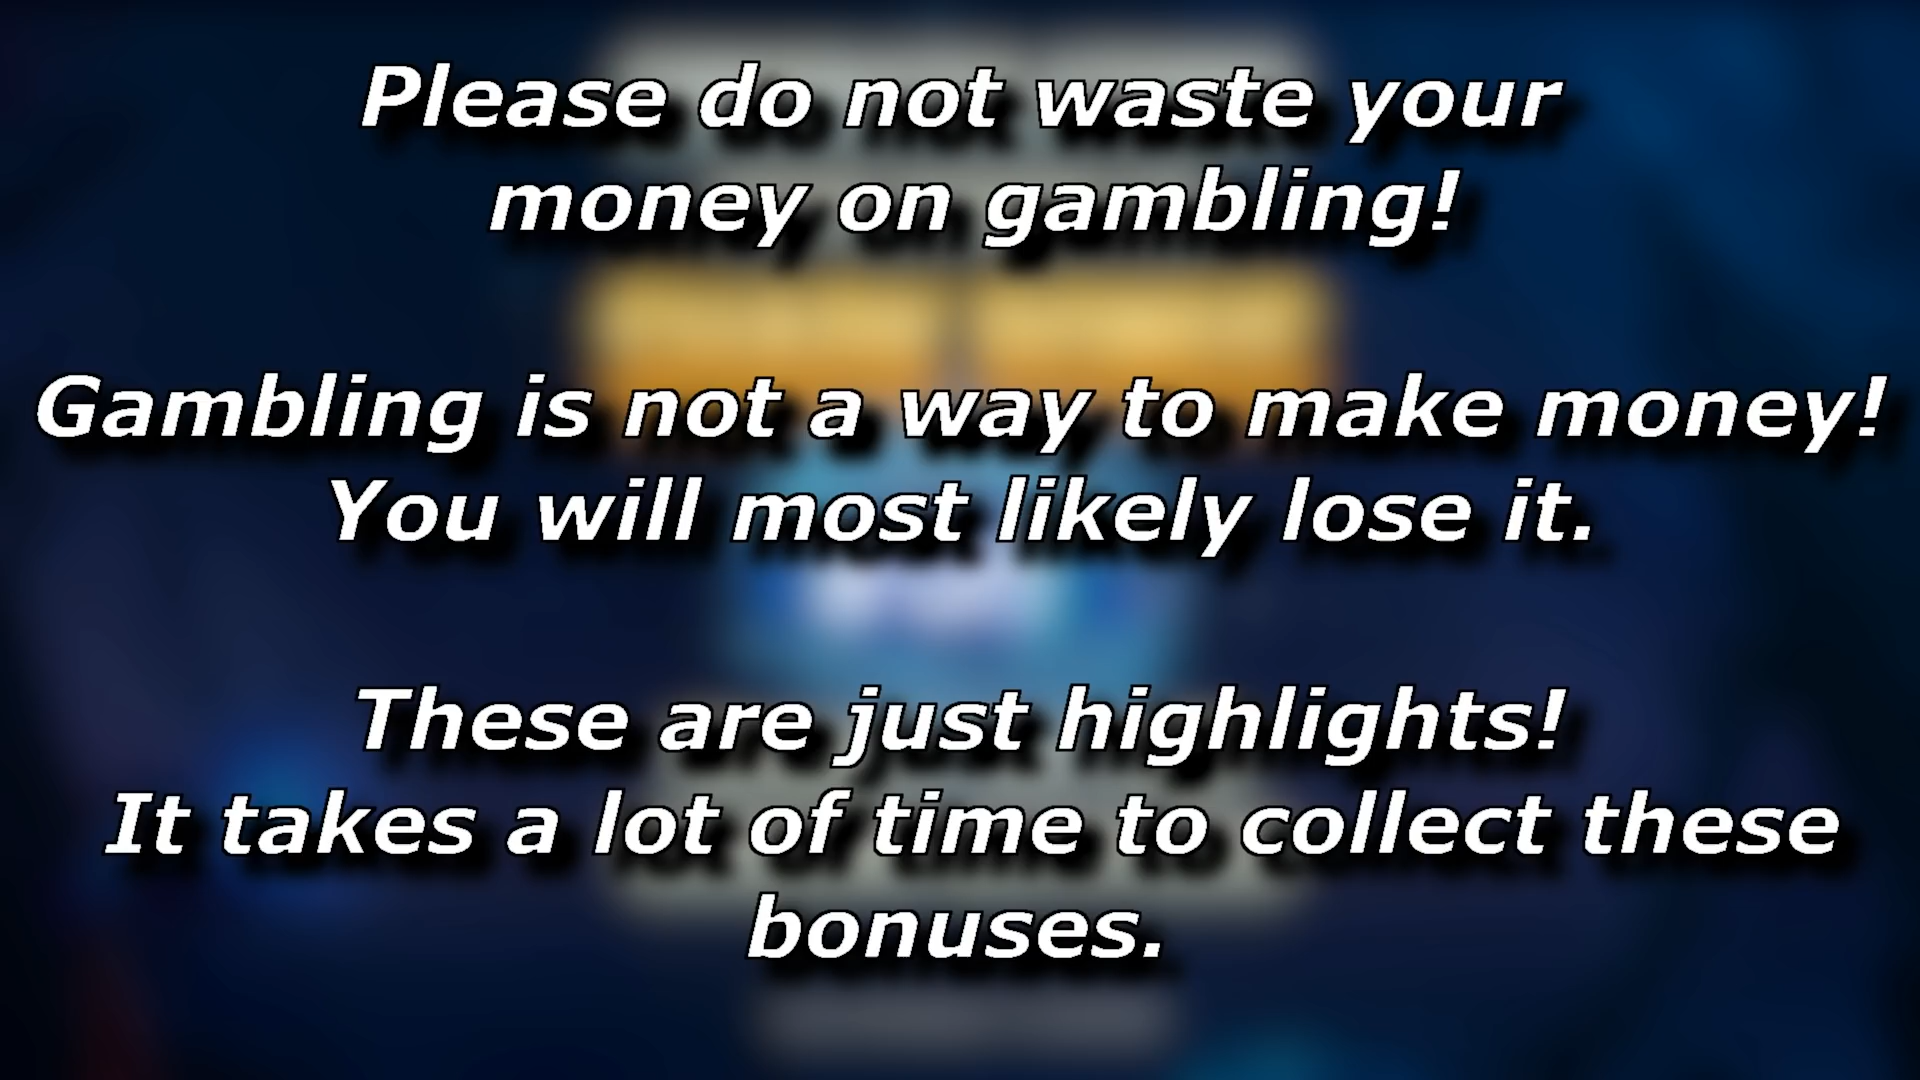 Please do not waste your
money on gambling!
Gambling is not a way to make money!
You will most likely lose it.
These are just highlights!
It takes a lot of time to collect these
bonuses.